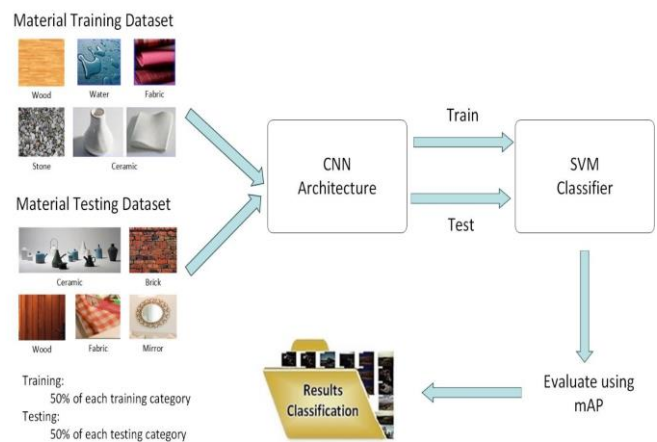 Material Training Dataset
Wood
Water
Fabric
Stone
Ceramic
Material Testing Dataset
Ceramic
Brick
Wood
Fabric
Mirror
Training:
50% of each training category
Testing:
50% of each testing category
CNN
Architecture
Train
Test
SVM
Classifier
Evaluate using
mAP
Results
Classification